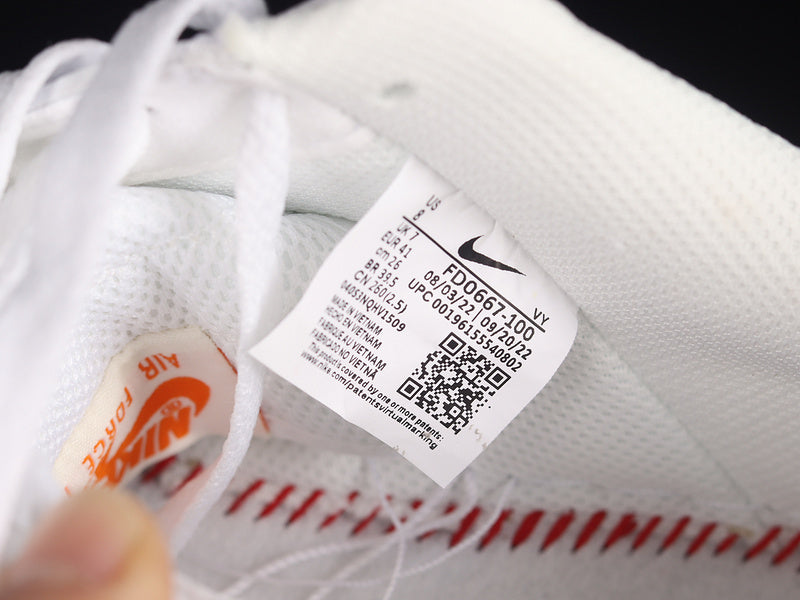 US
8
UK 7
EUR 41
cm 26
BR 39.5
CN 260(2.5)
040S3NQHV1509
FD0667-100 VY
08/03/22 | 09/20/22
UPC 00196155540802
MADE IN VIETNAM
HECHO EN VIETNAM
FABRIQUE AU VIETNAM
FABRICADO NO VIETNÃ
This product is covered by one or more patents:
www.nike.com/patentsvirtualmarking
AIR FORCE
NIKE